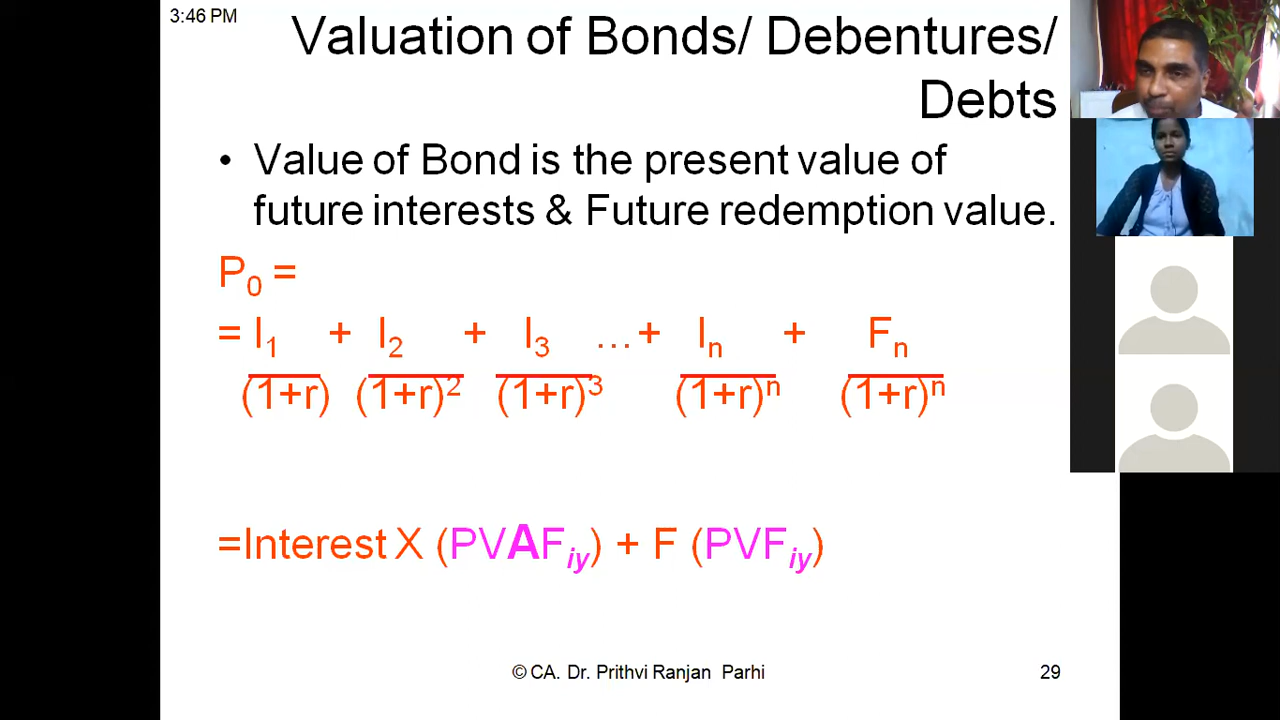 3:46 PM
Valuation of Bonds/ Debentures/
Debts
• Value of Bond is the present value of
future interests & Future redemption value.
P₀ =
= I₁ + I₂ + I₃ ...+ Iₙ + Fₙ
(1+r) (1+r)² (1+r)³ (1+r)ⁿ (1+r)ⁿ
=Interest X (PVAFiy) + F (PVFiy)
© CA. Dr. Prithvi Ranjan Parhi 29